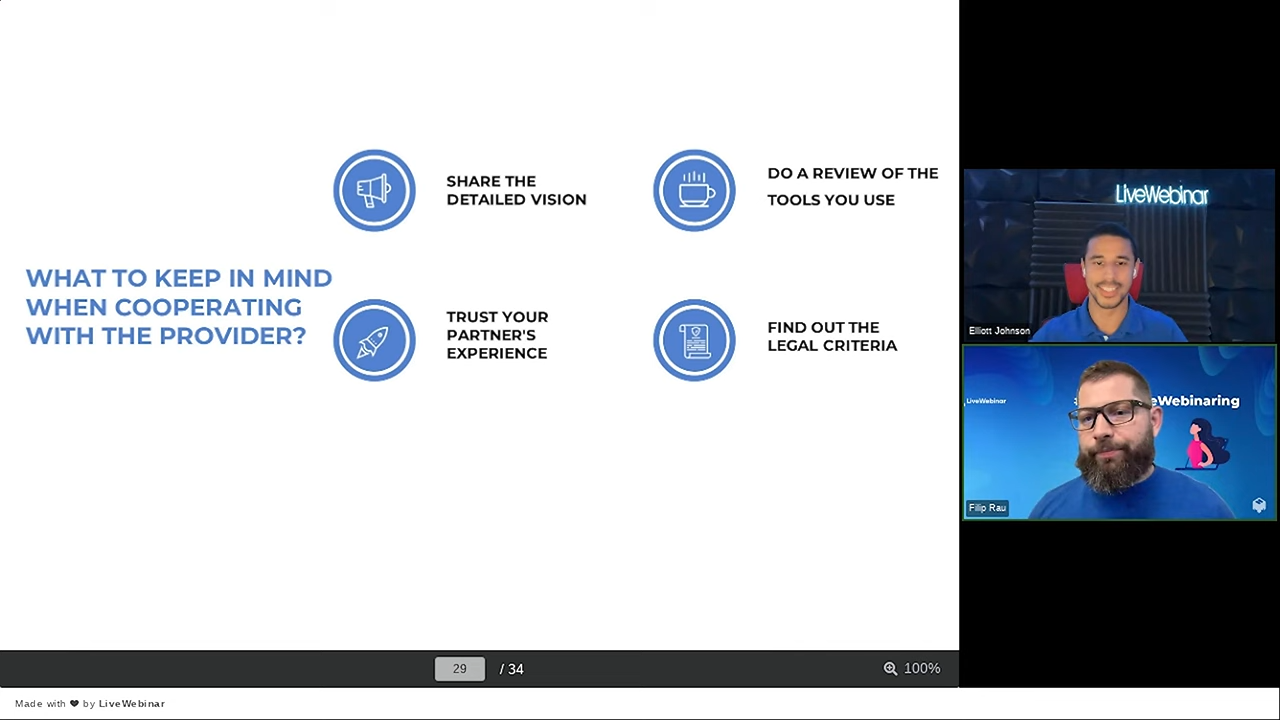 WHAT TO KEEP IN MIND
WHEN COOPERATING
WITH THE PROVIDER?
SHARE THE
DETAILED VISION
DO A REVIEW OF THE
TOOLS YOU USE
TRUST YOUR
PARTNER'S
EXPERIENCE
FIND OUT THE
LEGAL CRITERIA
LiveWebinar
Elliott Johnson
LiveWebinar
eWebinaring
Filip Rau
29 / 34
100%
Made with by LiveWebinar